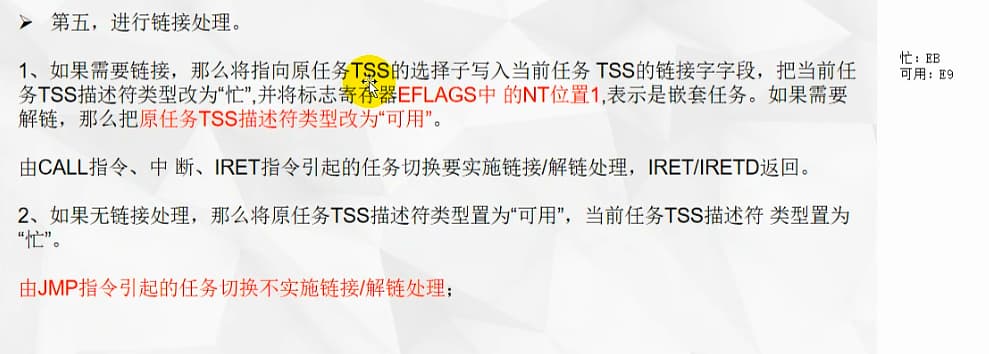 ➢ 第五，进行链接处理。
1、如果需要链接，那么将指向原任务TSS的选择子写入当前任务 TSS的链接字字段，把当前任
务TSS描述符类型改为“忙”,并将标志寄存器EFLAGS中 的NT位置1,表示是嵌套任务。如果需要
解链，那么把原任务TSS描述符类型改为“可用”。
由CALL指令、中 断、IRET指令引起的任务切换要实施链接/解链处理，IRET/IRETD返回。
2、如果无链接处理，那么将原任务TSS描述符类型置为“可用”，当前任务TSS描述符 类型置为
“忙”。
由JMP指令引起的任务切换不实施链接/解链处理；
忙：EB
可用：E9